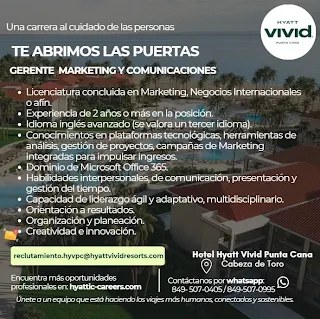 Una carrera al cuidado de las personas
HYATT
vivid
PUNTA CANA
TE ABRIMOS LAS PUERTAS
GERENTE MARKETING Y COMUNICACIONES
• Licenciatura concluida en Marketing, Negocios Internacionales
o afín.
• Experiencia de 2 años o más en la posición.
• Idioma inglés avanzado (se valora un tercer idioma).
• Conocimientos en plataformas tecnológicas, herramientas de
análisis, gestión de proyectos, campañas de Marketing
integradas para impulsar ingresos.
• Dominio de Microsoft Office 365.
• Habilidades interpersonales, de comunicación, presentación y
gestión del tiempo.
• Capacidad de liderazgo ágil y adaptativo, multidisciplinario.
• Orientación a resultados.
• Organización y planeación.
• Creatividad e innovación.
reclutamiento.hyvpc@hyattvividresorts.com
Hotel Hyatt Vivid Punta Cana
Cabeza de Toro
Encuentra más oportunidades
profesionales en: hyattic-careers.com
Contáctanos por whatsapp:
849- 507-0405 / 849-507-0995
Únete a un equipo que está haciendo los viajes más humanos, conectados y sostenibles.